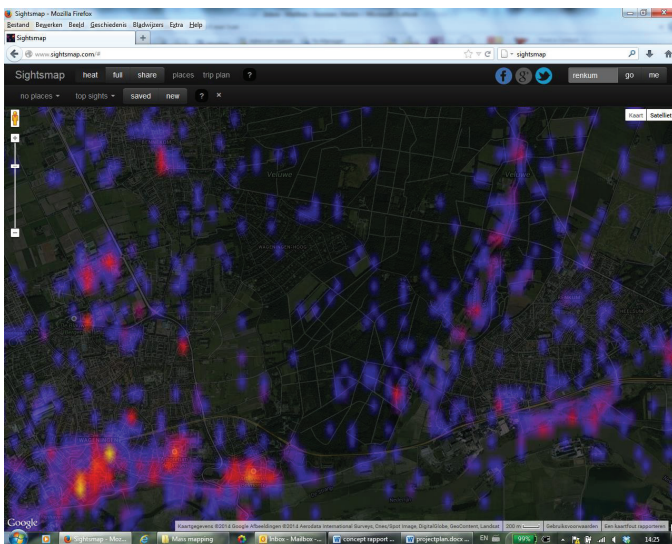 Sightsmap - Mozilla Firefox
Bestand Bewerken Beeld Geschiedenis Bladwijzers Extra Help
Sightsmap +
www.sightsmap.com/# sightsmap
Sightsmap heat full share places trip plan ? renkum go me
no places top sights saved new ? ×
Kaart Satelliet
Veluwe Veluwe
WAGENINGEN-HOOG
Google
Kaartgegevens ©2014 Google Afbeeldingen ©2014 Aerodata International Surveys, Cnes/Spot Image, DigitalGlobe, GeoContent, Landsat 200 m Gebruiksvoorwaarden Een kaartfout rapporteren
Sightsmap - Moz... Mass mapping Inbox - Mailbox -... concept rapport ... projectplan.docx ... EN 99% 14:25